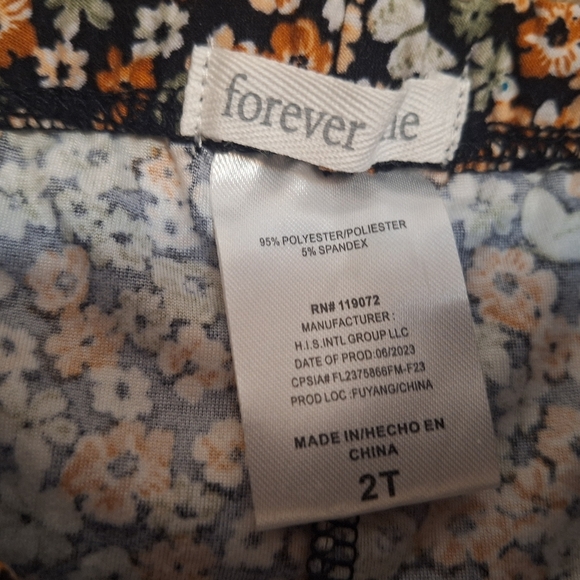 forever
95% POLYESTER/POLIESTER
5% SPANDEX
RN# 119072
MANUFACTURER :
H.I.S.INTL GROUP LLC
DATE OF PROD:06/2023
CPSIA# FL2375866FM-F23
PROD LOC :FUYANG/CHINA
MADE IN/HECHO EN
CHINA
2T